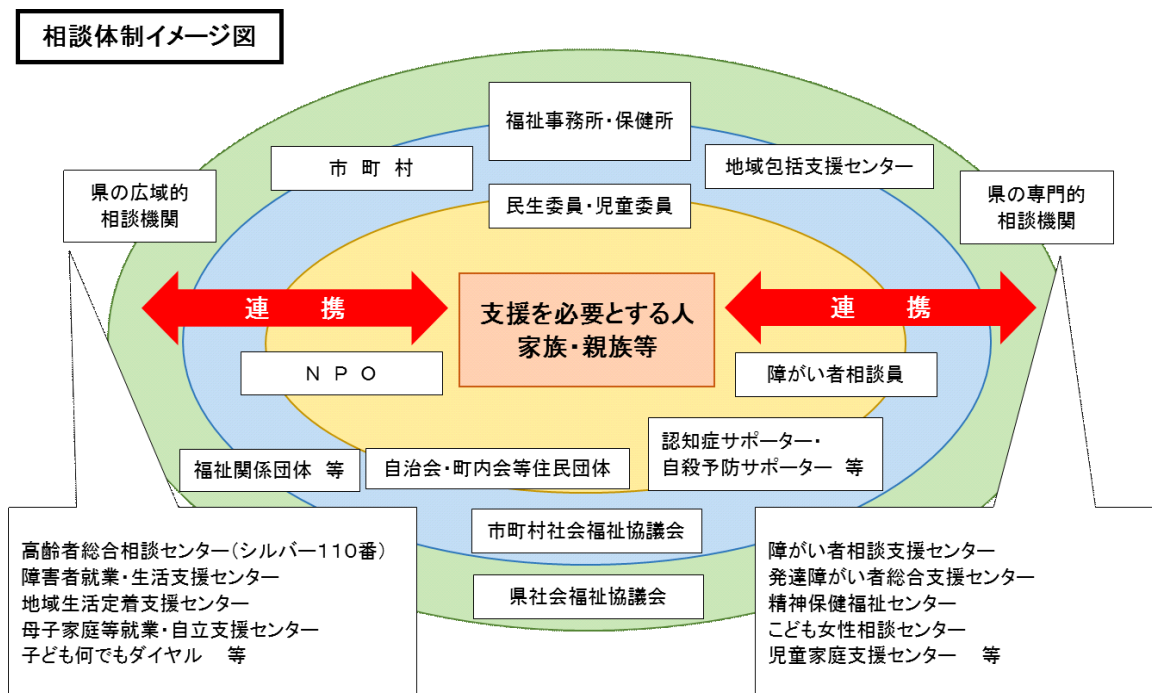 相談体制イメージ図
福祉事務所・保健所
市 町 村
地域包括支援センター
県の広域的
相談機関
民生委員・児童委員
県の専門的
相談機関
連 携
支援を必要とする人
家族・親族等
連 携
N P O
障がい者相談員
福祉関係団体 等
自治会・町内会等住民団体
認知症サポーター・
自殺予防サポーター 等
市町村社会福祉協議会
県社会福祉協議会
高齢者総合相談センター(シルバー110番)
障害者就業・生活支援センター
地域生活定着支援センター
母子家庭等就業・自立支援センター
子ども何でもダイヤル 等
障がい者相談支援センター
発達障がい者総合支援センター
精神保健福祉センター
こども女性相談センター
児童家庭支援センター 等